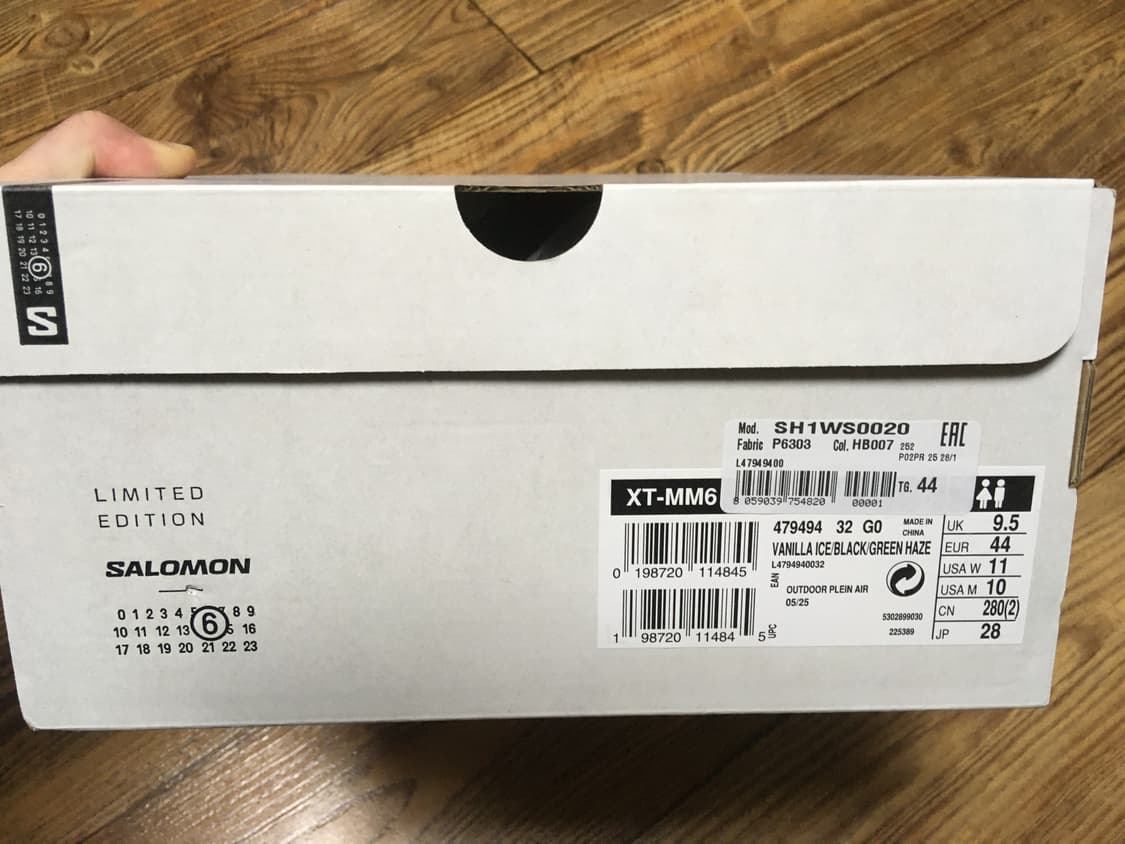 0 1 2 3 4 6 8 9
10 11 12 13 16
17 18 19 20 21 22 23
S
LIMITED
EDITION
SALOMON
0 1 2 3 4 5 6 7 8 9
10 11 12 13 5 16
17 18 19 20 21 22 23
Mod. SH1WS0020 EAC
Fabric P6303 Col. HB007 252
P02PR 25 28/1
L47949400
8 059039 754820 00001 TG. 44
XT-MM6
479494 32 G0 MADE IN CHINA
VANILLA ICE/BLACK/GREEN HAZE
L4794940032
0 198720 114845 EAN
OUTDOOR PLEIN AIR
05/25
5302899030
225389
1 98720 11484 5 UPC
UK 9.5
EUR 44
USA W 11
USA M 10
CN 280(2)
JP 28